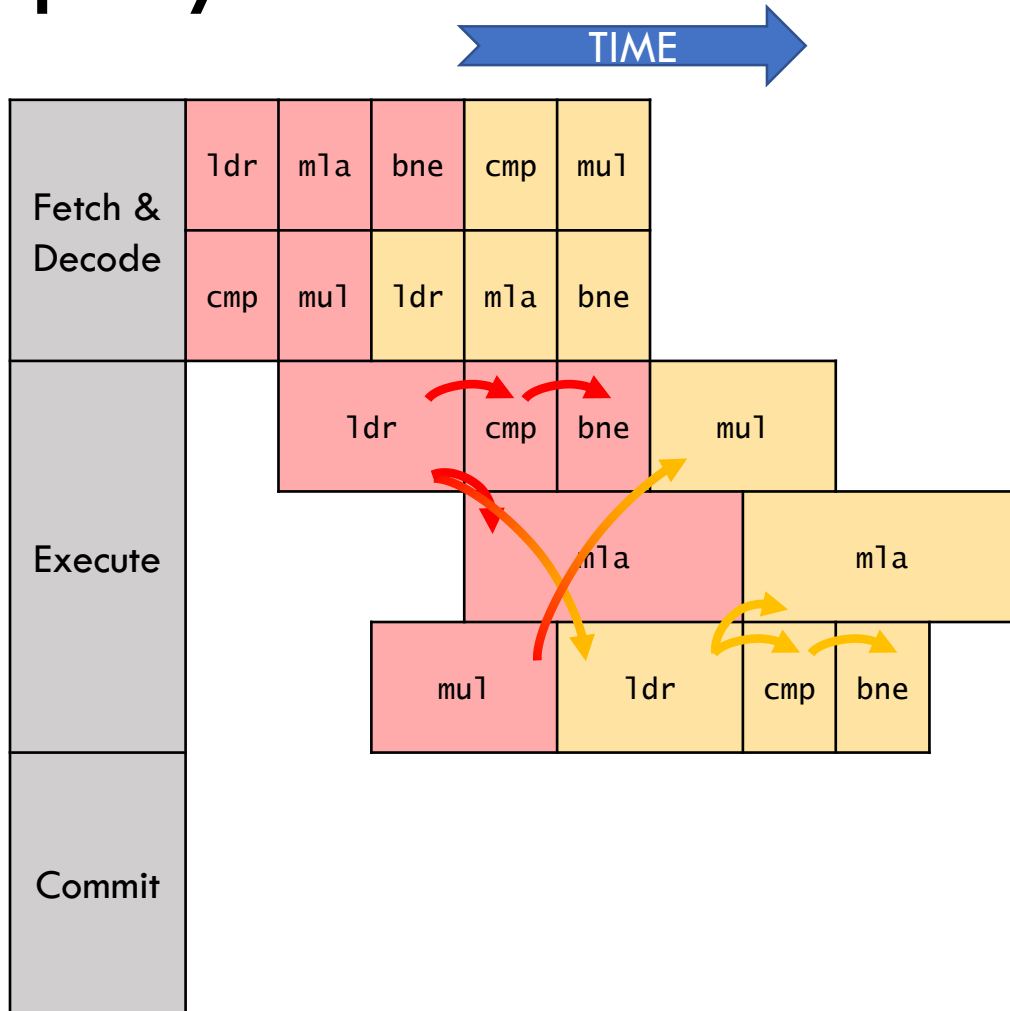 TIME
Fetch &
Decode
ldr mla bne cmp mul
cmp mul ldr mla bne
Execute
ldr cmp bne mul
mla mla
mul ldr cmp bne
Commit